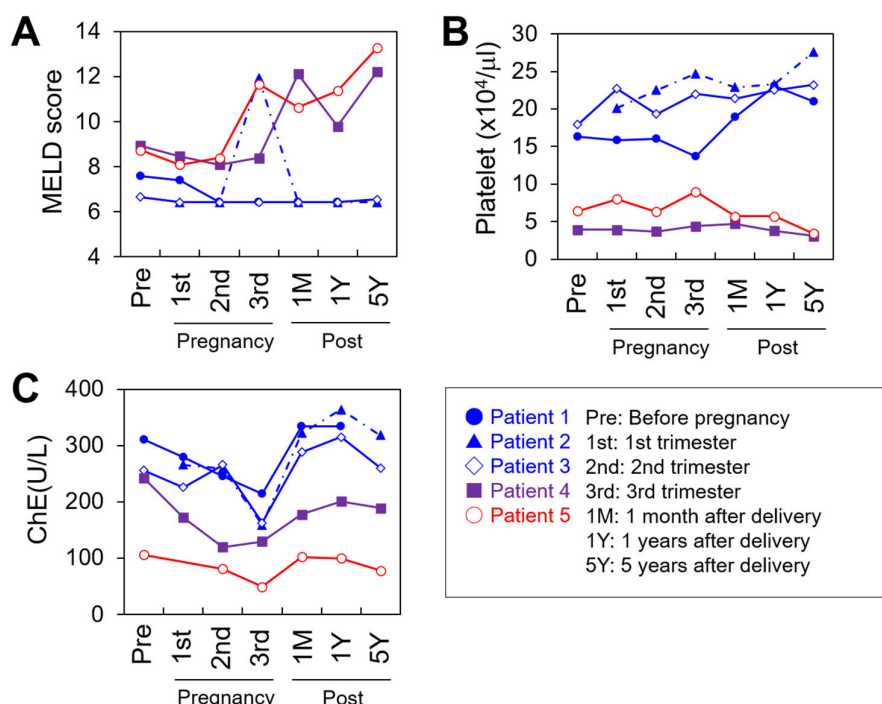 A
MELD score
14
12
10
8
6
4
Pre
1st
2nd
3rd
1M
1Y
5Y
Pregnancy
Post
B
Platelet (x10⁴/μl)
30
25
20
15
10
5
0
Pre
1st
2nd
3rd
1M
1Y
5Y
Pregnancy
Post
C
ChE(U/L)
400
300
200
100
0
Pre
1st
2nd
3rd
1M
1Y
5Y
Pregnancy
Post
Patient 1 Pre: Before pregnancy
Patient 2 1st: 1st trimester
Patient 3 2nd: 2nd trimester
Patient 4 3rd: 3rd trimester
Patient 5 1M: 1 month after delivery
1Y: 1 years after delivery
5Y: 5 years after delivery